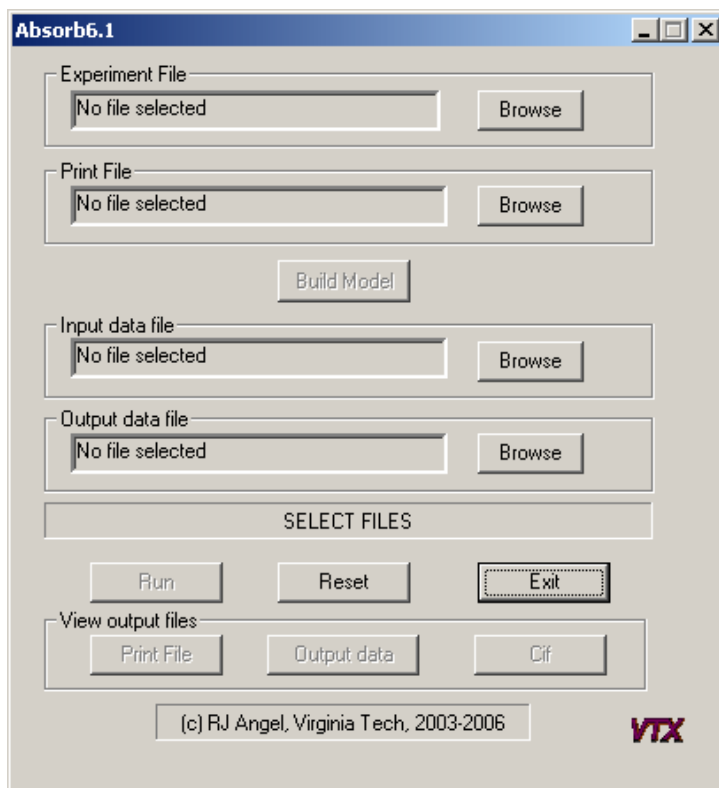 Absorb6.1
Experiment File
No file selected Browse
Print File
No file selected Browse
Build Model
Input data file
No file selected Browse
Output data file
No file selected Browse
SELECT FILES
Run Reset Exit
View output files
Print File Output data Cif
(c) RJ Angel, Virginia Tech, 2003-2006 VTX